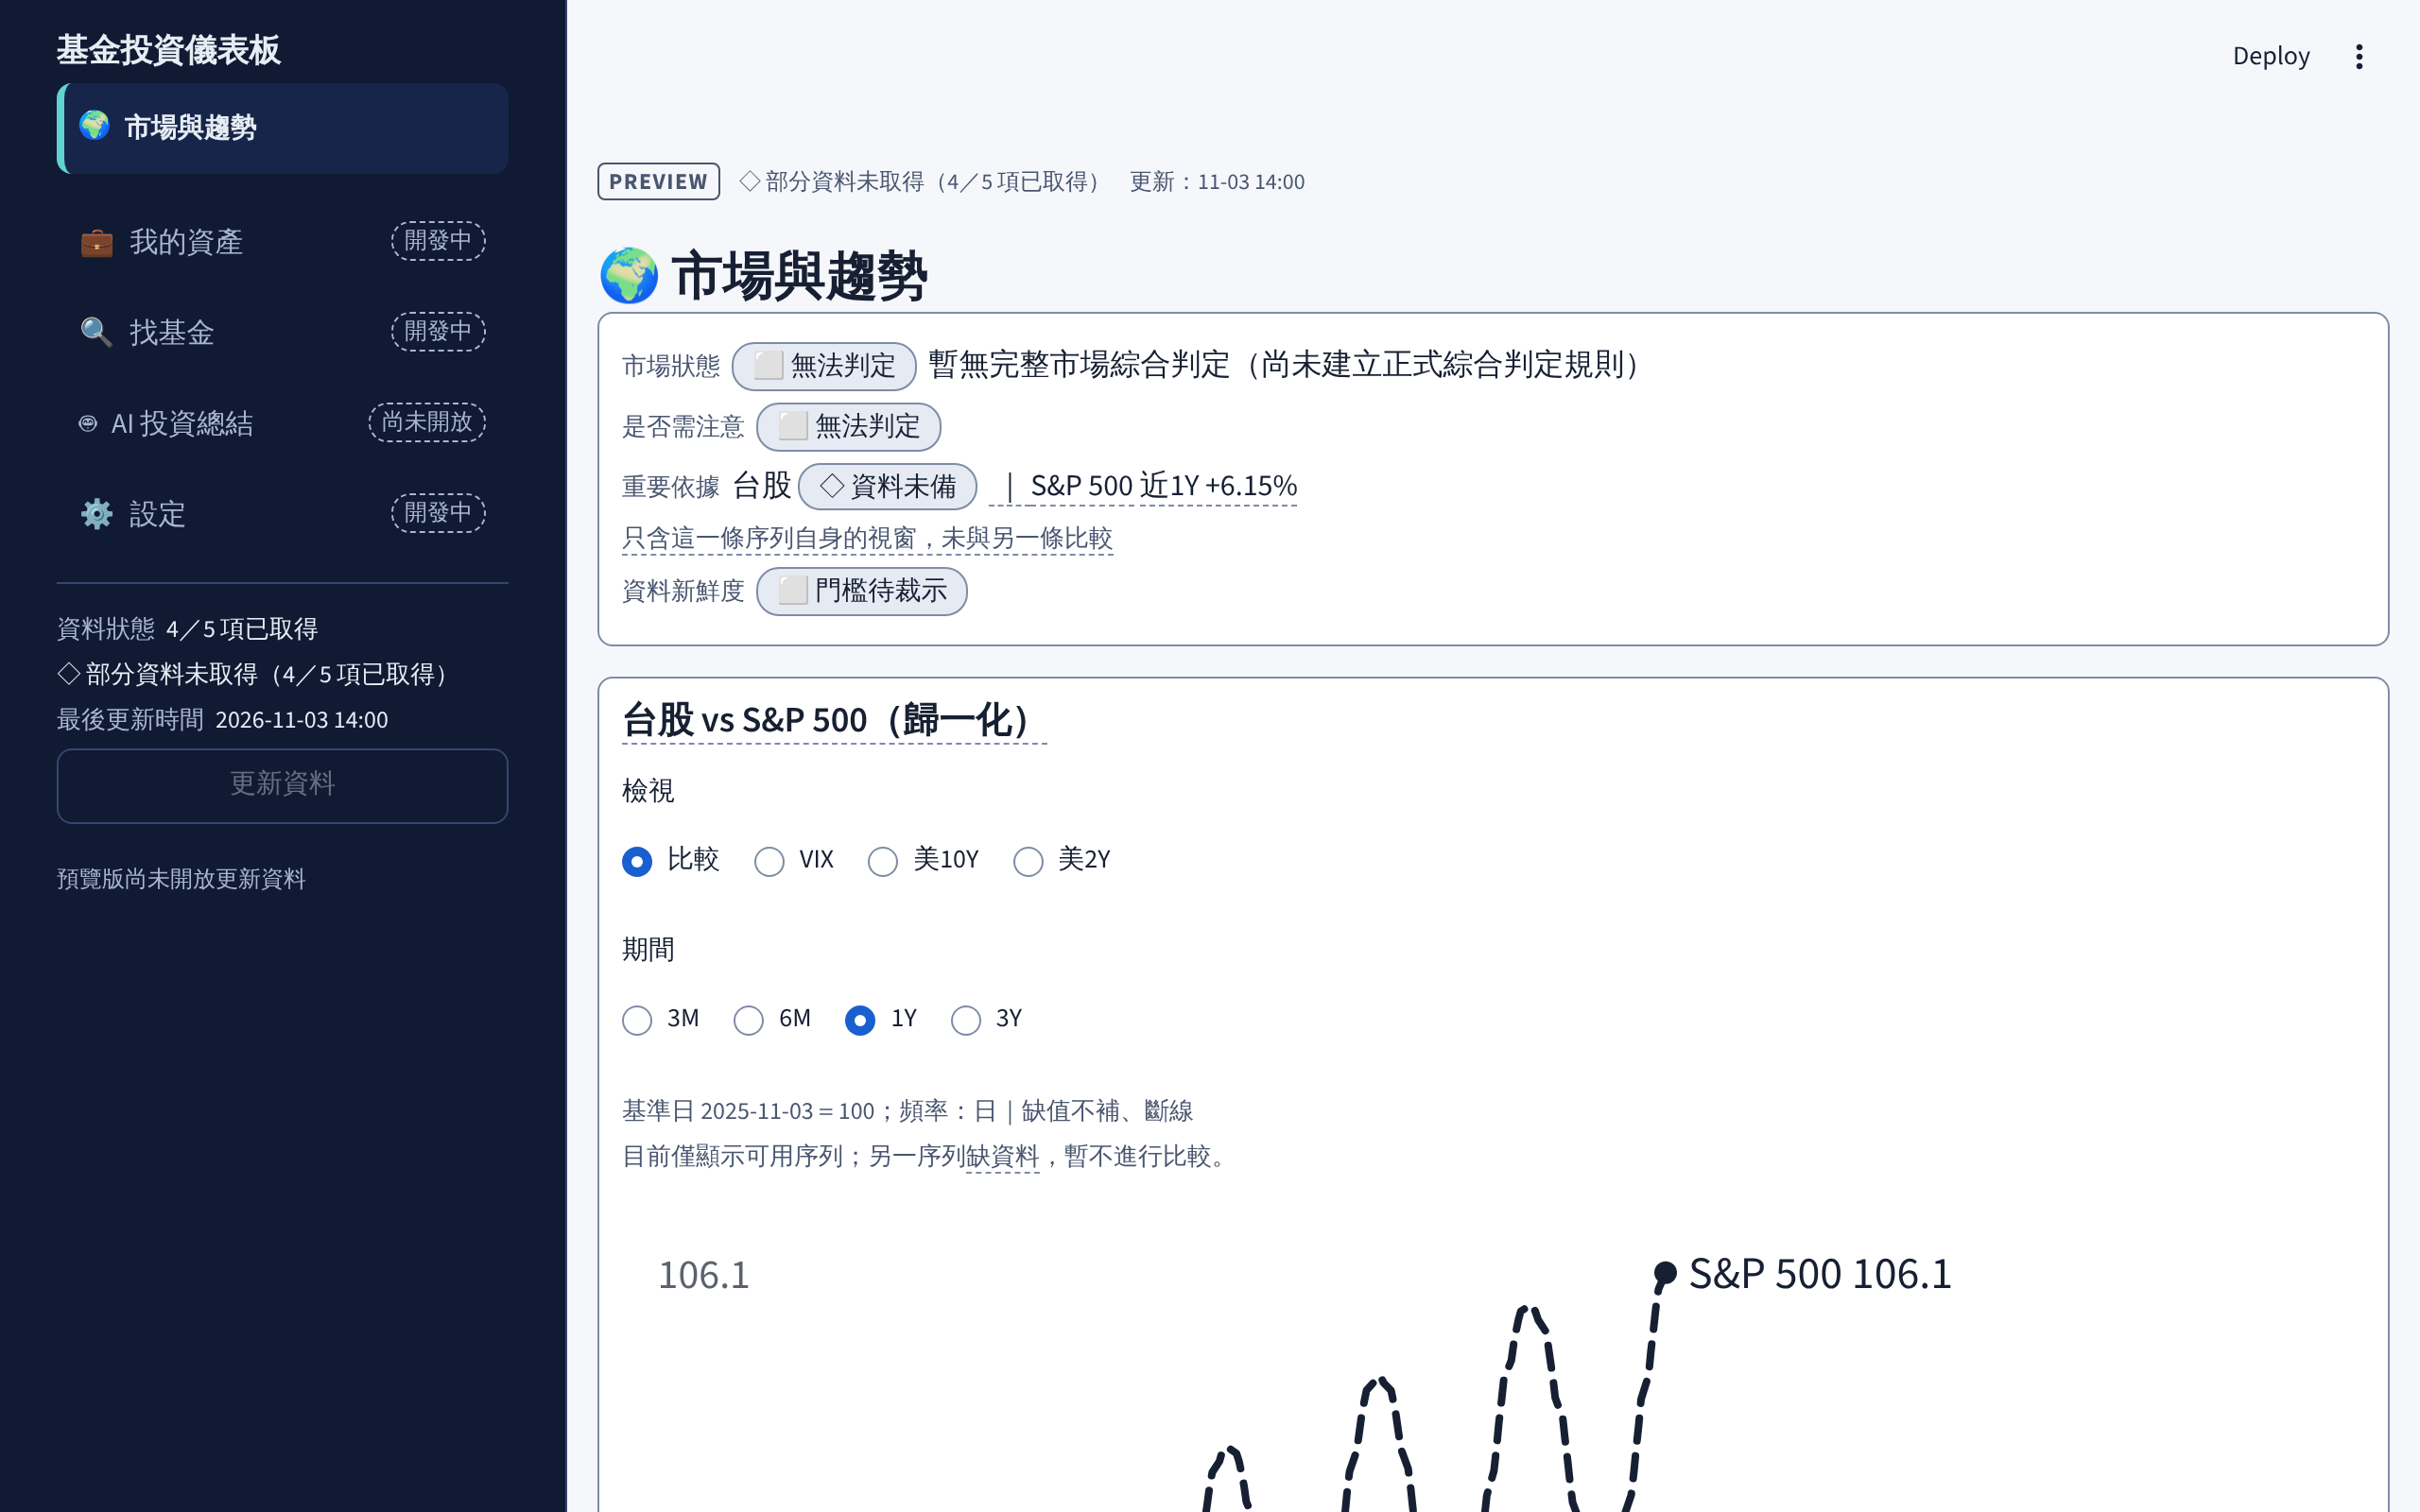 基金投資儀表板
市場與趨勢
我的資產 開發中
找基金 開發中
AI 投資總結 尚未開放
設定 開發中
資料狀態 4／5 項已取得
◇ 部分資料未取得（4／5 項已取得）
最後更新時間 2026-11-03 14:00
更新資料
預覽版尚未開放更新資料
Deploy
PREVIEW ◇ 部分資料未取得（4／5 項已取得） 更新：11-03 14:00
市場與趨勢
市場狀態 無法判定 暫無完整市場綜合判定（尚未建立正式綜合判定規則）
是否需注意 無法判定
重要依據 台股 ◇ 資料未備 ｜ S&P 500 近1Y +6.15%
只含這一條序列自身的視窗，未與另一條比較
資料新鮮度 門檻待裁示
台股 vs S&P 500（歸一化）
檢視
比較 VIX 美10Y 美2Y
期間
3M 6M 1Y 3Y
基準日 2025-11-03＝100；頻率：日｜缺值不補、斷線
目前僅顯示可用序列；另一序列缺資料，暫不進行比較。
106.1
S&P 500 106.1